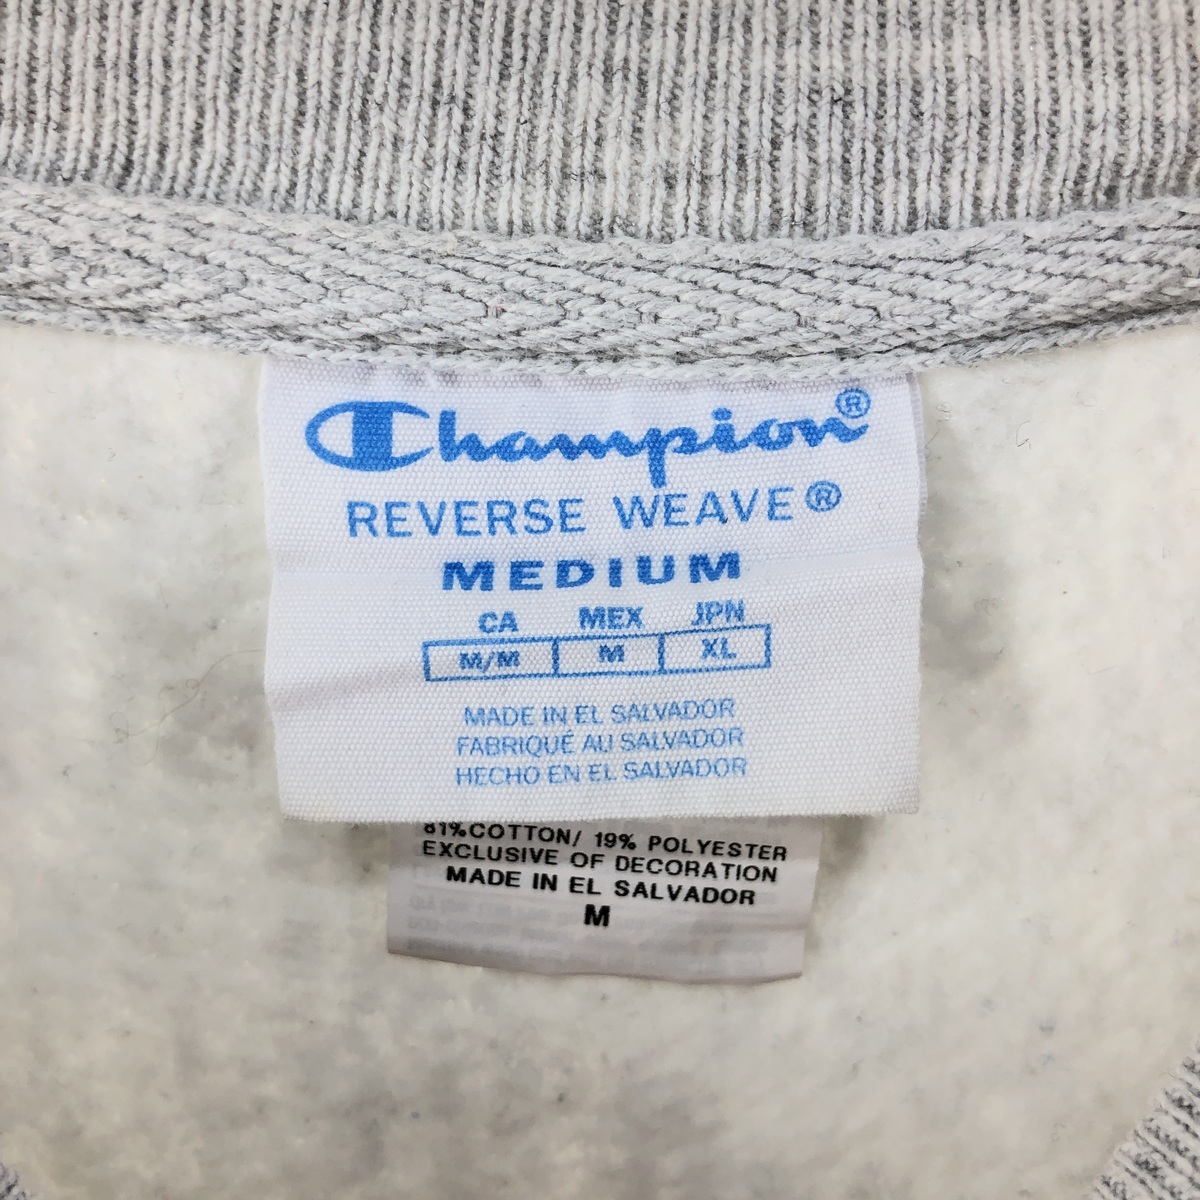 Champion®
REVERSE WEAVE®
MEDIUM
CA MEX JPN
M/M M XL
MADE IN EL SALVADOR
FABRIQUÉ AU SALVADOR
HECHO EN EL SALVADOR
81%COTTON/ 19% POLYESTER
EXCLUSIVE OF DECORATION
MADE IN EL SALVADOR
M